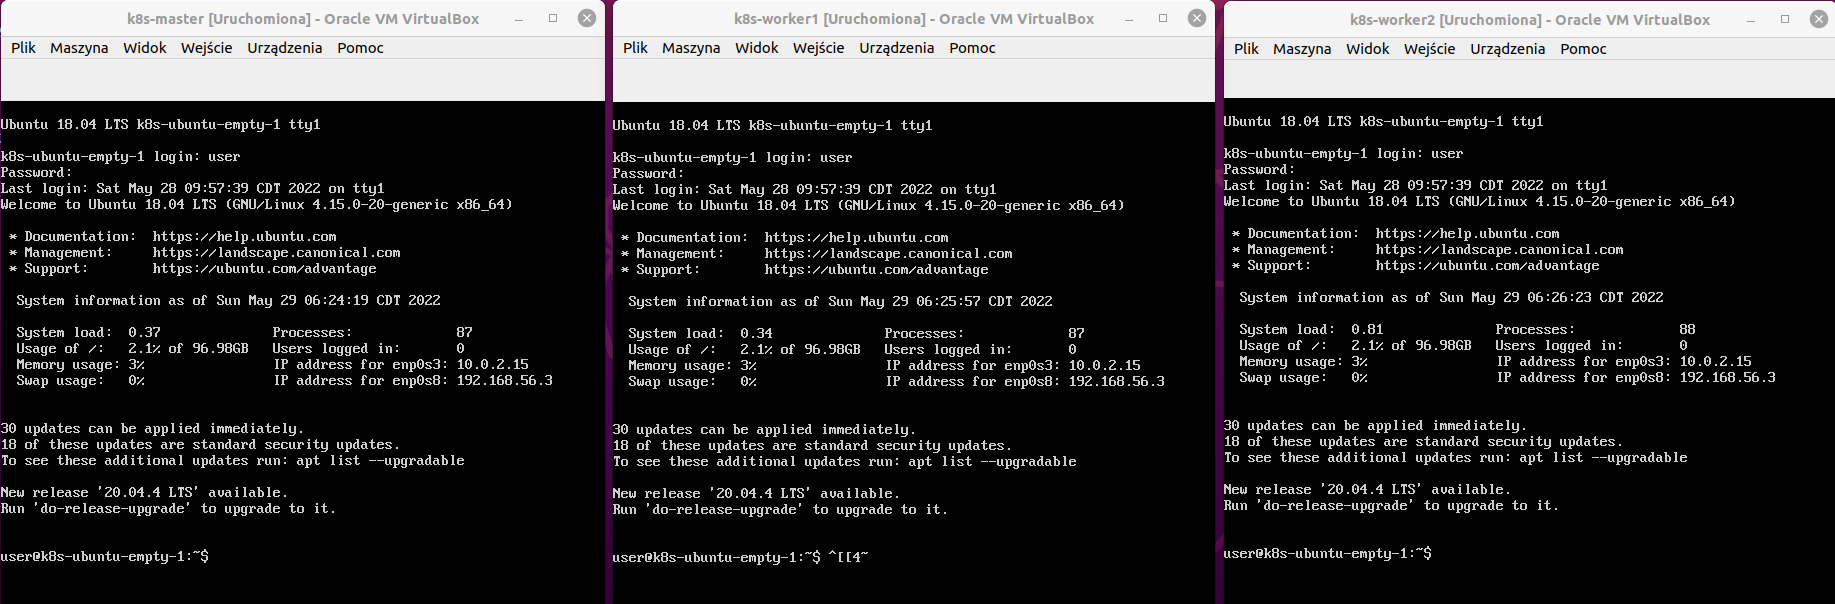 k8s-master [Uruchomiona] - Oracle VM VirtualBox
Plik Maszyna Widok Wejście Urządzenia Pomoc
Ubuntu 18.04 LTS k8s-ubuntu-empty-1 tty1
k8s-ubuntu-empty-1 login: user
Password:
Last login: Sat May 28 09:57:39 CDT 2022 on tty1
Welcome to Ubuntu 18.04 LTS (GNU/Linux 4.15.0-20-generic x86_64)
* Documentation: https://help.ubuntu.com
* Management: https://landscape.canonical.com
* Support: https://ubuntu.com/advantage
System information as of Sun May 29 06:24:19 CDT 2022
System load: 0.37 Processes: 87
Usage of /: 2.1% of 96.98GB Users logged in: 0
Memory usage: 3% IP address for enp0s3: 10.0.2.15
Swap usage: 0% IP address for enp0s8: 192.168.56.3
30 updates can be applied immediately.
18 of these updates are standard security updates.
To see these additional updates run: apt list --upgradable
New release '20.04.4 LTS' available.
Run 'do-release-upgrade' to upgrade to it.
user@k8s-ubuntu-empty-1:~$
k8s-worker1 [Uruchomiona] - Oracle VM VirtualBox
Plik Maszyna Widok Wejście Urządzenia Pomoc
Ubuntu 18.04 LTS k8s-ubuntu-empty-1 tty1
k8s-ubuntu-empty-1 login: user
Password:
Last login: Sat May 28 09:57:39 CDT 2022 on tty1
Welcome to Ubuntu 18.04 LTS (GNU/Linux 4.15.0-20-generic x86_64)
* Documentation: https://help.ubuntu.com
* Management: https://landscape.canonical.com
* Support: https://ubuntu.com/advantage
System information as of Sun May 29 06:25:57 CDT 2022
System load: 0.34 Processes: 87
Usage of /: 2.1% of 96.98GB Users logged in: 0
Memory usage: 3% IP address for enp0s3: 10.0.2.15
Swap usage: 0% IP address for enp0s8: 192.168.56.3
30 updates can be applied immediately.
18 of these updates are standard security updates.
To see these additional updates run: apt list --upgradable
New release '20.04.4 LTS' available.
Run 'do-release-upgrade' to upgrade to it.
user@k8s-ubuntu-empty-1:~$ ^[[4~
k8s-worker2 [Uruchomiona] - Oracle VM VirtualBox
Plik Maszyna Widok Wejście Urządzenia Pomoc
Ubuntu 18.04 LTS k8s-ubuntu-empty-1 tty1
k8s-ubuntu-empty-1 login: user
Password:
Last login: Sat May 28 09:57:39 CDT 2022 on tty1
Welcome to Ubuntu 18.04 LTS (GNU/Linux 4.15.0-20-generic x86_64)
* Documentation: https://help.ubuntu.com
* Management: https://landscape.canonical.com
* Support: https://ubuntu.com/advantage
System information as of Sun May 29 06:26:23 CDT 2022
System load: 0.81 Processes: 88
Usage of /: 2.1% of 96.98GB Users logged in: 0
Memory usage: 3% IP address for enp0s3: 10.0.2.15
Swap usage: 0% IP address for enp0s8: 192.168.56.3
30 updates can be applied immediately.
18 of these updates are standard security updates.
To see these additional updates run: apt list --upgradable
New release '20.04.4 LTS' available.
Run 'do-release-upgrade' to upgrade to it.
user@k8s-ubuntu-empty-1:~$